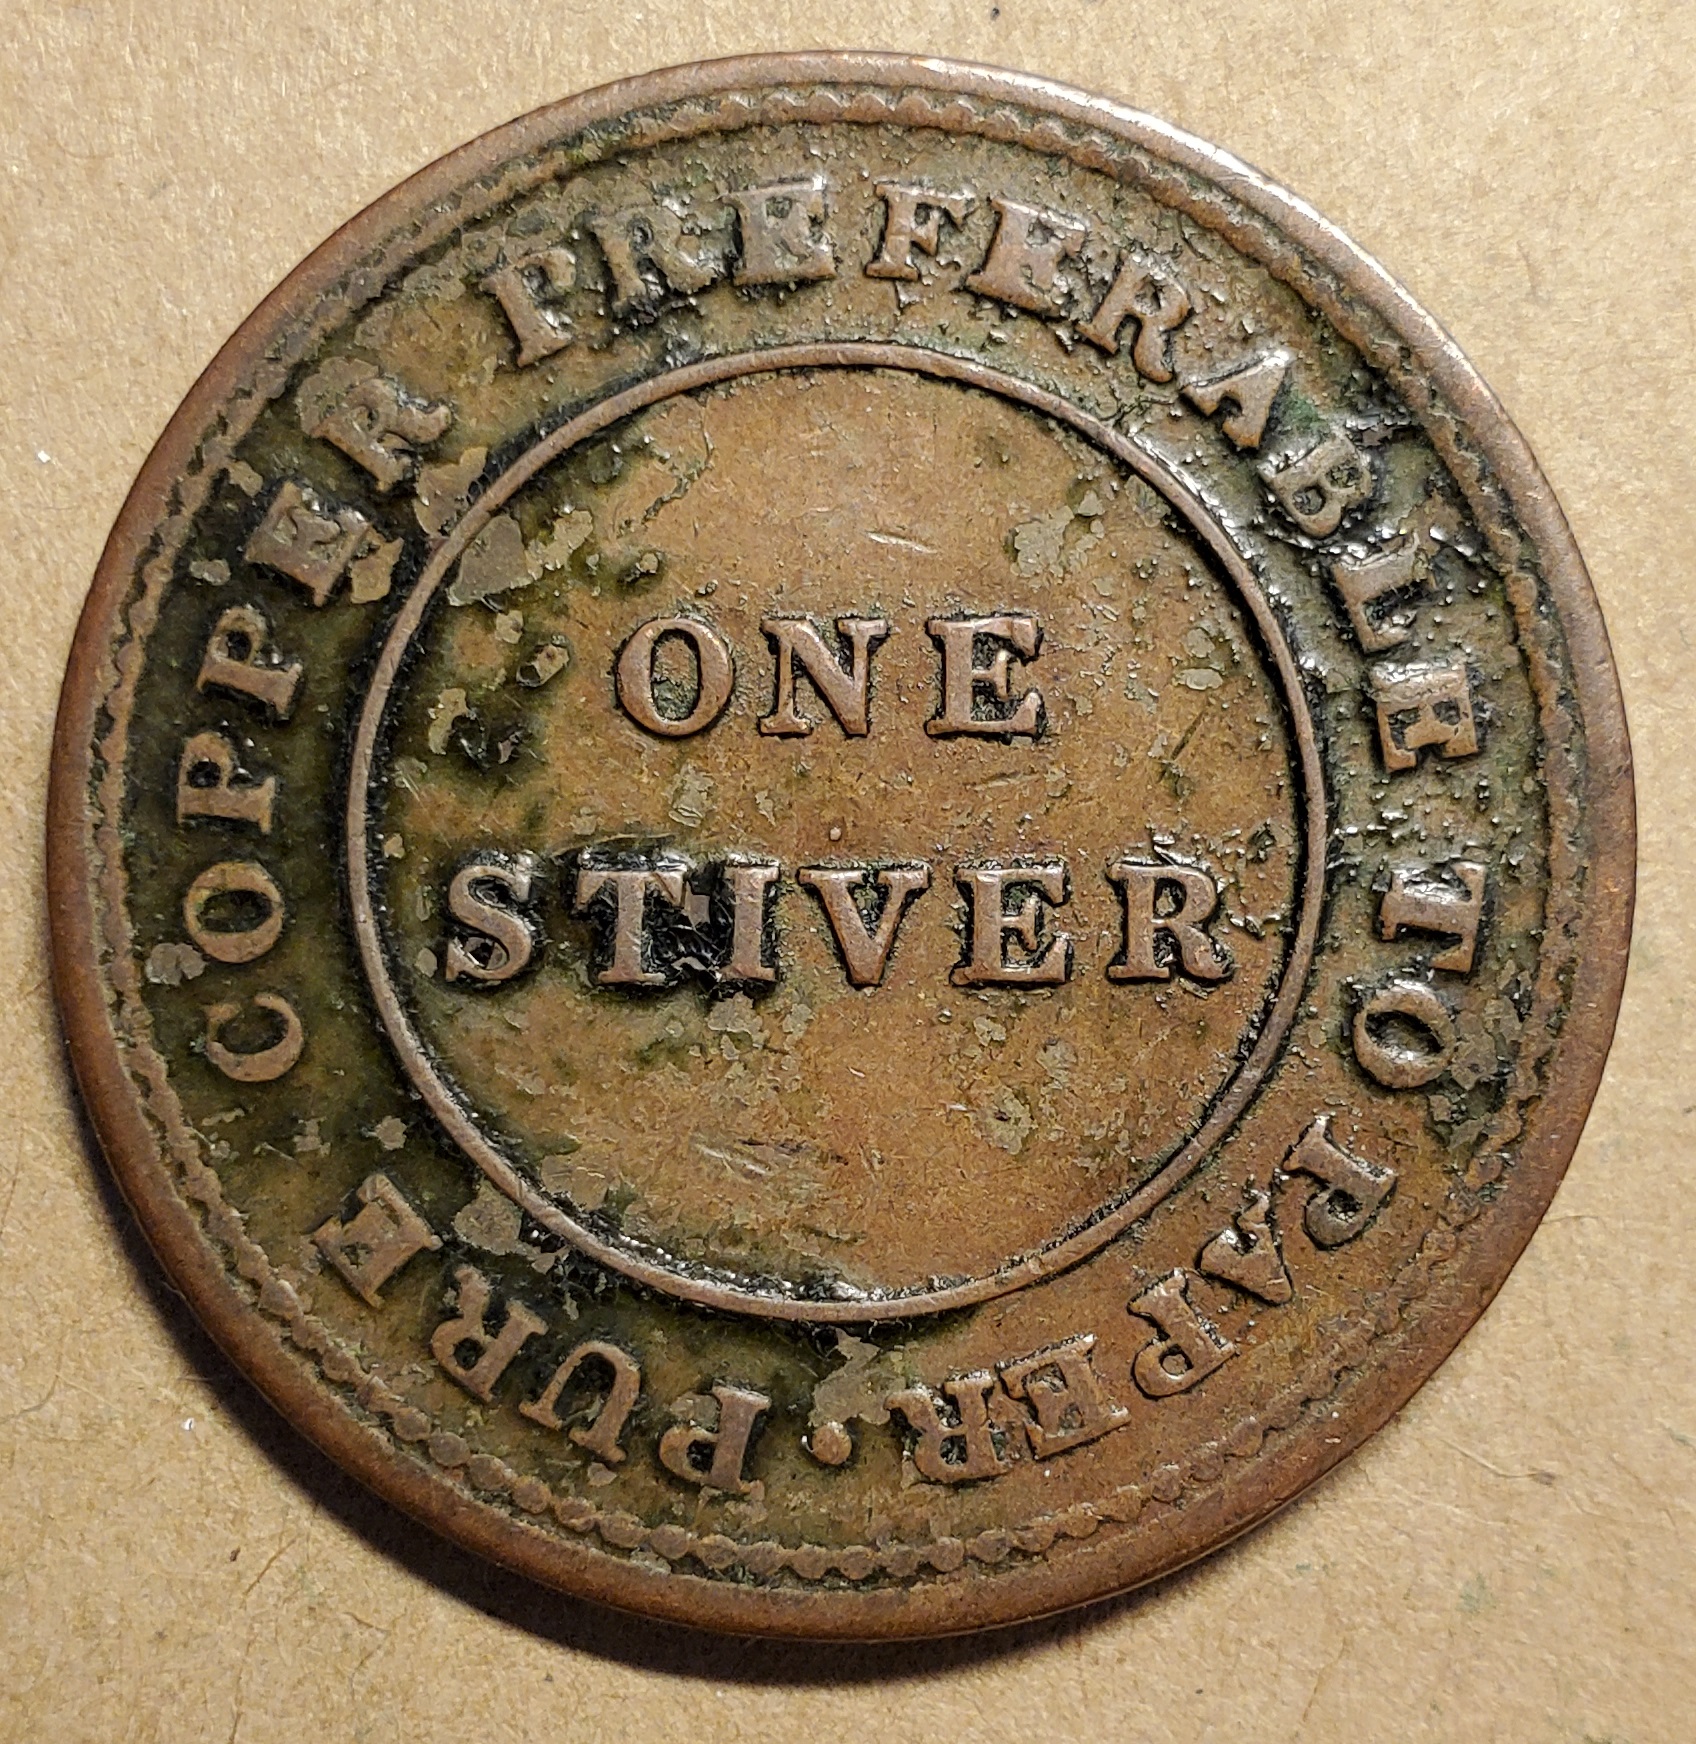 PURE COPPER PREFERABLE TO PAPER ·
ONE
STIVER